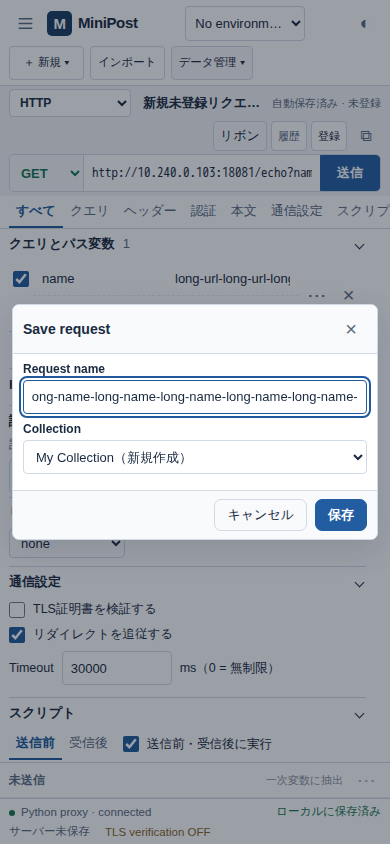 M MiniPost No environm…
＋ 新規 ▾ インポート データ管理 ▾
HTTP 新規未登録リクエ… 自動保存済み · 未登録
リボン 履歴 登録
GET http://10.240.0.103:18081/echo?nam 送信
すべて クエリ ヘッダー 認証 本文 通信設定 スクリプ
クエリとパス変数 1
name long-url-long-url-long
Save request ×
Request name
ong-name-long-name-long-name-long-name-long-name-
Collection
My Collection（新規作成）
キャンセル 保存
none
通信設定
TLS証明書を検証する
リダイレクトを追従する
Timeout 30000 ms（0 = 無制限）
スクリプト
送信前 受信後 送信前・受信後に実行
未送信 一次変数に抽出 ···
Python proxy · connected ローカルに保存済み
サーバー未保存 TLS verification OFF